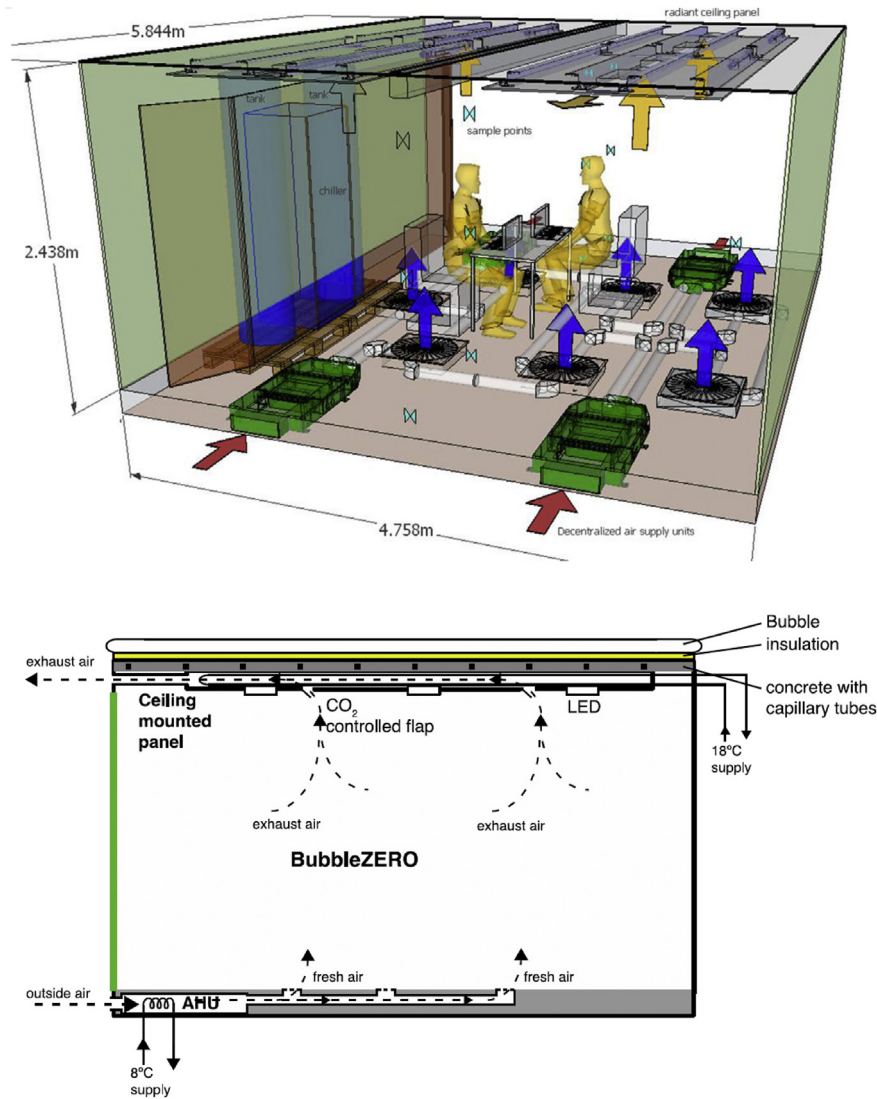 radiant ceiling panel
5.844m
tank
tank
sample points
chiller
2.438m
4.758m
Decentralized air supply units
Bubble
insulation
exhaust air
concrete with
capillary tubes
Ceiling
mounted
panel
CO2
controlled flap
LED
18ºC
supply
exhaust air
exhaust air
BubbleZERO
fresh air
fresh air
outside air
AHU
8ºC
supply